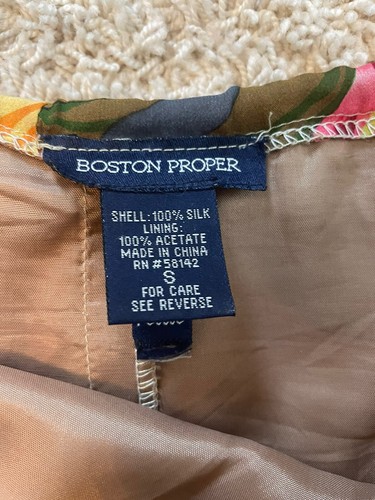 BOSTON PROPER
SHELL: 100% SILK
LINING:
100% ACETATE
MADE IN CHINA
RN #58142
S
FOR CARE
SEE REVERSE